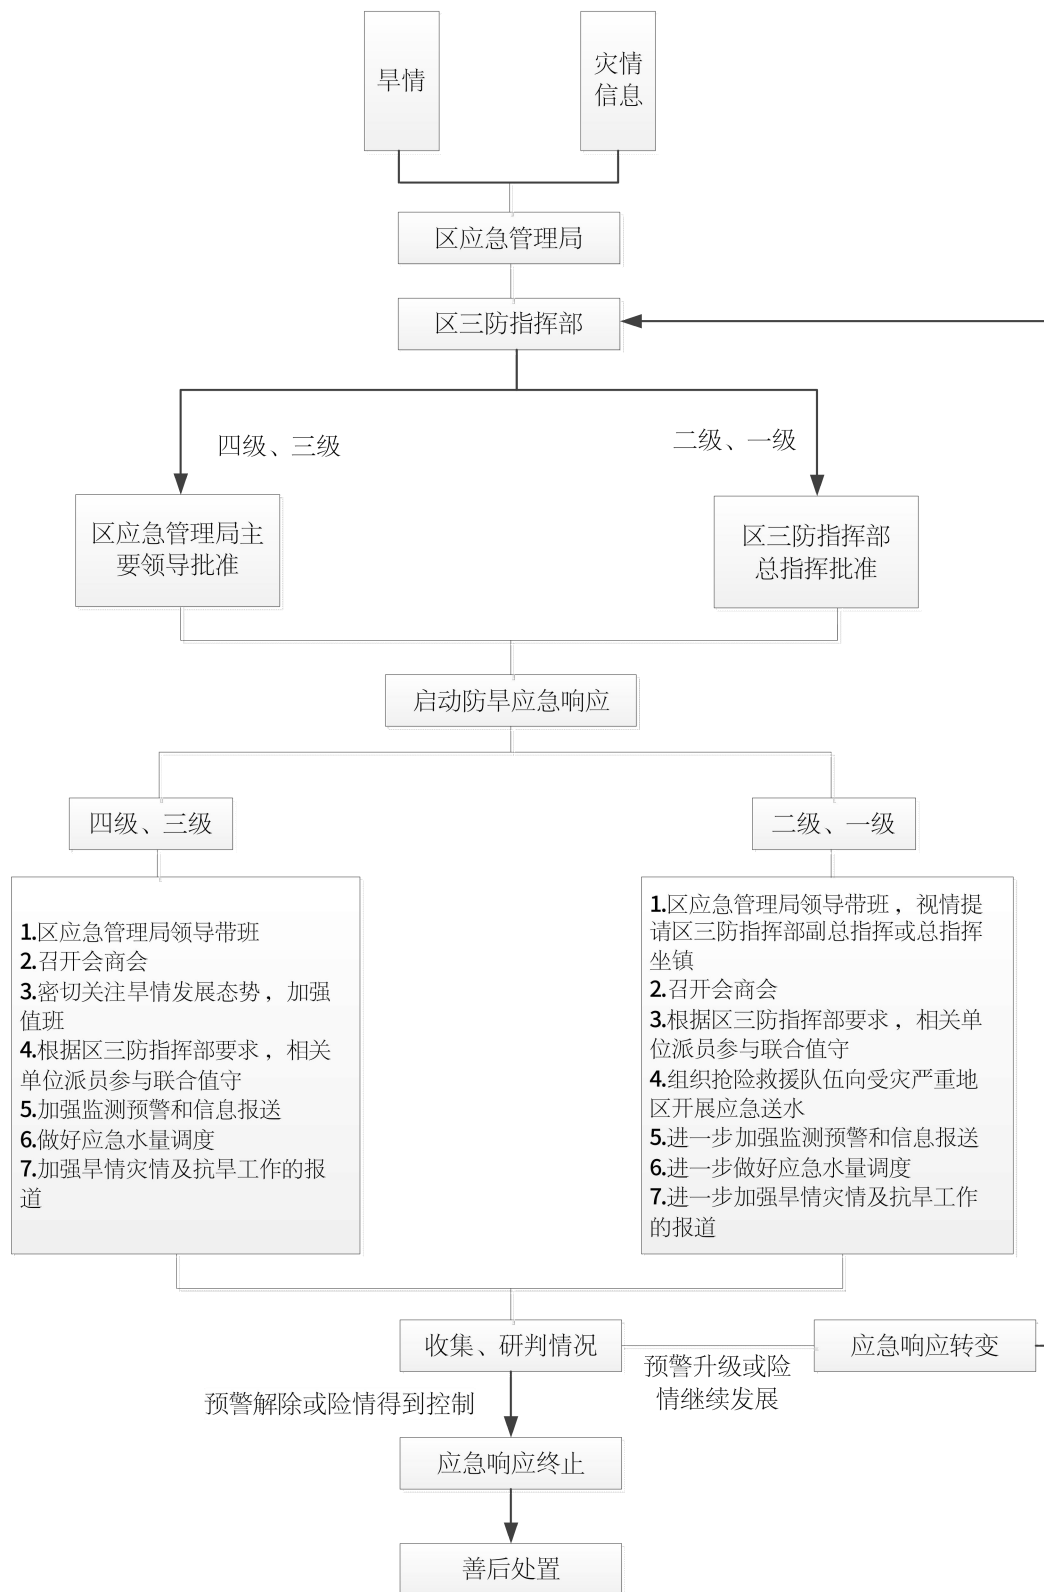 旱情
灾情
信息
区应急管理局
区三防指挥部
四级、三级
二级、一级
区应急管理局主
要领导批准
区三防指挥部
总指挥批准
启动防旱应急响应
四级、三级
二级、一级
1.区应急管理局领导带班
2.召开会商会
3.密切关注旱情发展态势，加强
值班
4.根据区三防指挥部要求，相关
单位派员参与联合值守
5.加强监测预警和信息报送
6.做好应急水量调度
7.加强旱情灾情及抗旱工作的报
道
1.区应急管理局领导带班，视情提
请区三防指挥部副总指挥或总指挥
坐镇
2.召开会商会
3.根据区三防指挥部要求，相关单
位派员参与联合值守
4.组织抢险救援队伍向受灾严重地
区开展应急送水
5.进一步加强监测预警和信息报送
6.进一步做好应急水量调度
7.进一步加强旱情灾情及抗旱工作
的报道
收集、研判情况
应急响应转变
预警升级或险
情继续发展
预警解除或险情得到控制
应急响应终止
善后处置